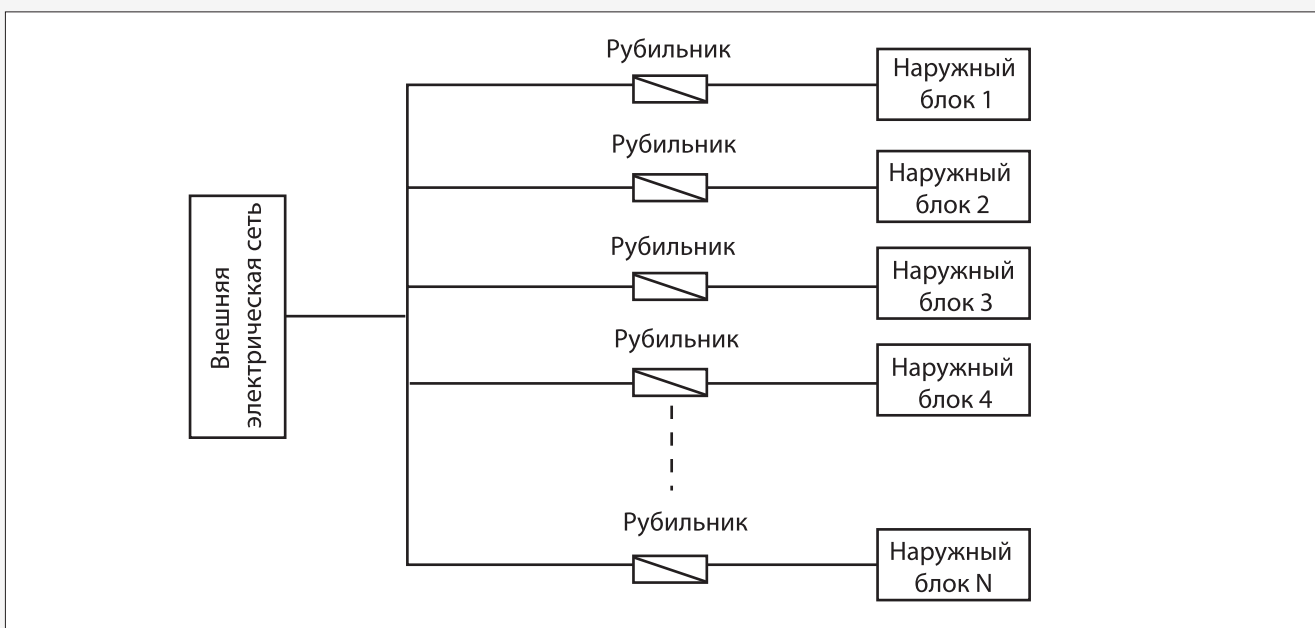 Рубильник
Наружный
блок 1
Рубильник
Наружный
блок 2
Рубильник
Наружный
блок 3
Рубильник
Наружный
блок 4
Внешняя
электрическая сеть
Рубильник
Наружный
блок N